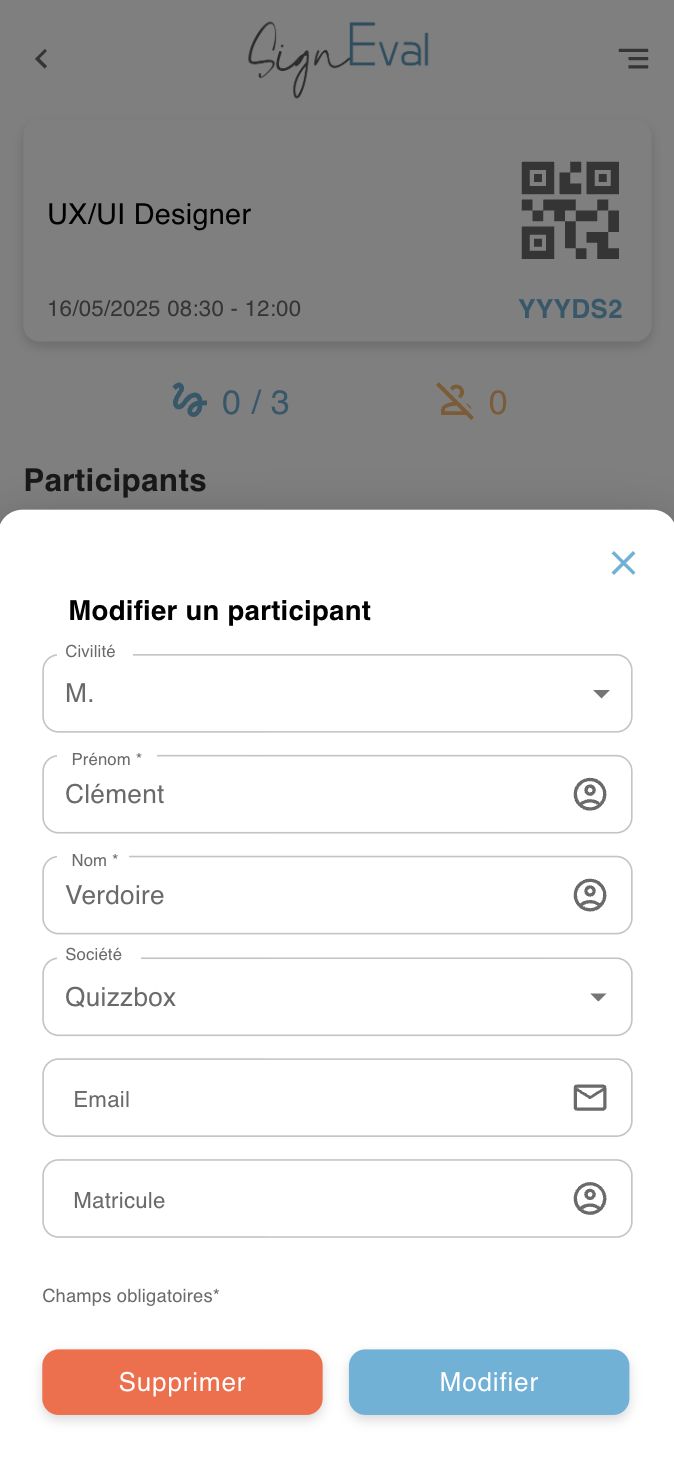 SignEval
UX/UI Designer
16/05/2025 08:30 - 12:00
YYYDS2
0 / 3
0
Participants
Modifier un participant
Civilité
M.
Prénom *
Clément
Nom *
Verdoire
Société
Quizzbox
Email
Matricule
Champs obligatoires*
Supprimer
Modifier